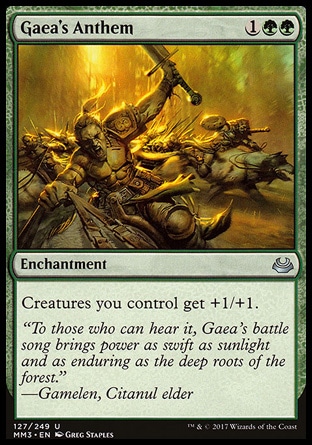 Gaea's Anthem 1
Enchantment
Creatures you control get +1/+1.
“To those who can hear it, Gaea's battle
song brings power as swift as sunlight
and as enduring as the deep roots of the
forest.”
—Gamelen, Citanul elder
127/249 U
MM3 • EN Greg Staples ™ & © 2017 Wizards of the Coast